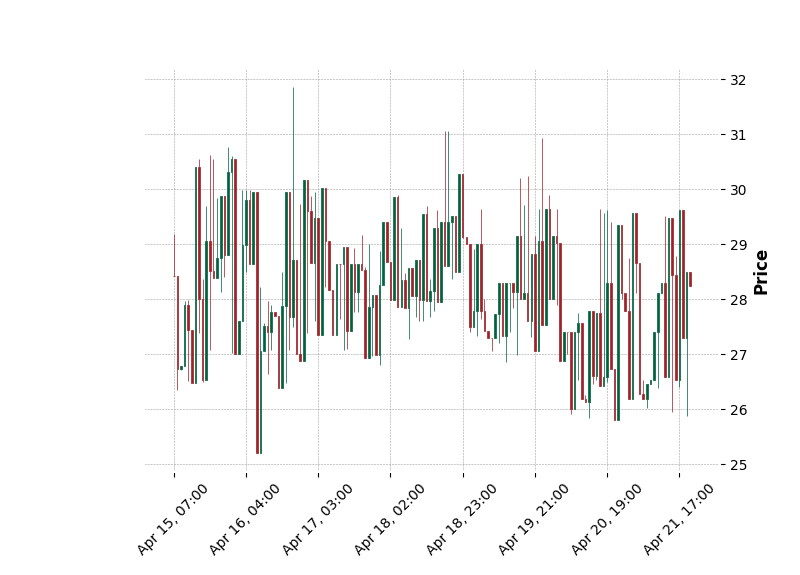 32
31
30
29
28
27
26
25
Price
Apr 15, 07:00
Apr 16, 04:00
Apr 17, 03:00
Apr 18, 02:00
Apr 18, 23:00
Apr 19, 21:00
Apr 20, 19:00
Apr 21, 17:00